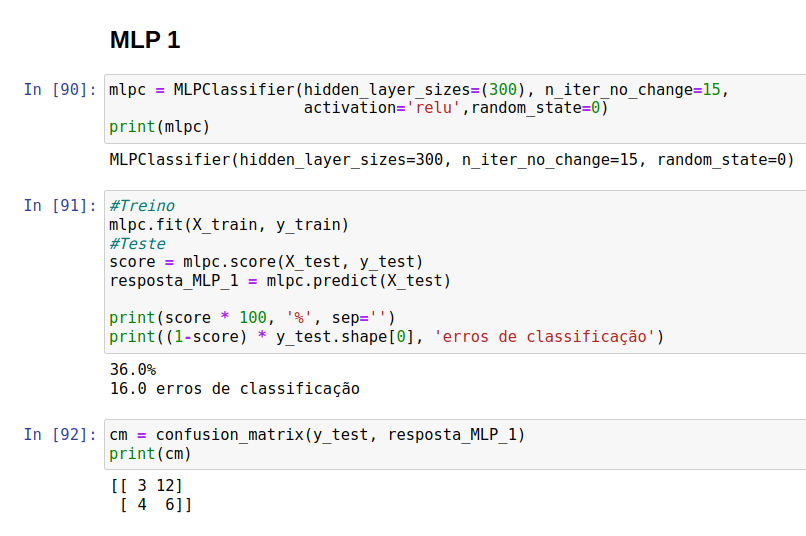 MLP 1
In [90]: mlpc = MLPClassifier(hidden_layer_sizes=(300), n_iter_no_change=15,
activation='relu',random_state=0)
print(mlpc)
MLPClassifier(hidden_layer_sizes=300, n_iter_no_change=15, random_state=0)
In [91]: #Treino
mlpc.fit(X_train, y_train)
#Teste
score = mlpc.score(X_test, y_test)
resposta_MLP_1 = mlpc.predict(X_test)
print(score * 100, '%', sep='')
print((1-score) * y_test.shape[0], 'erros de classificação')
36.0%
16.0 erros de classificação
In [92]: cm = confusion_matrix(y_test, resposta_MLP_1)
print(cm)
[[ 3 12]
[ 4  6]]